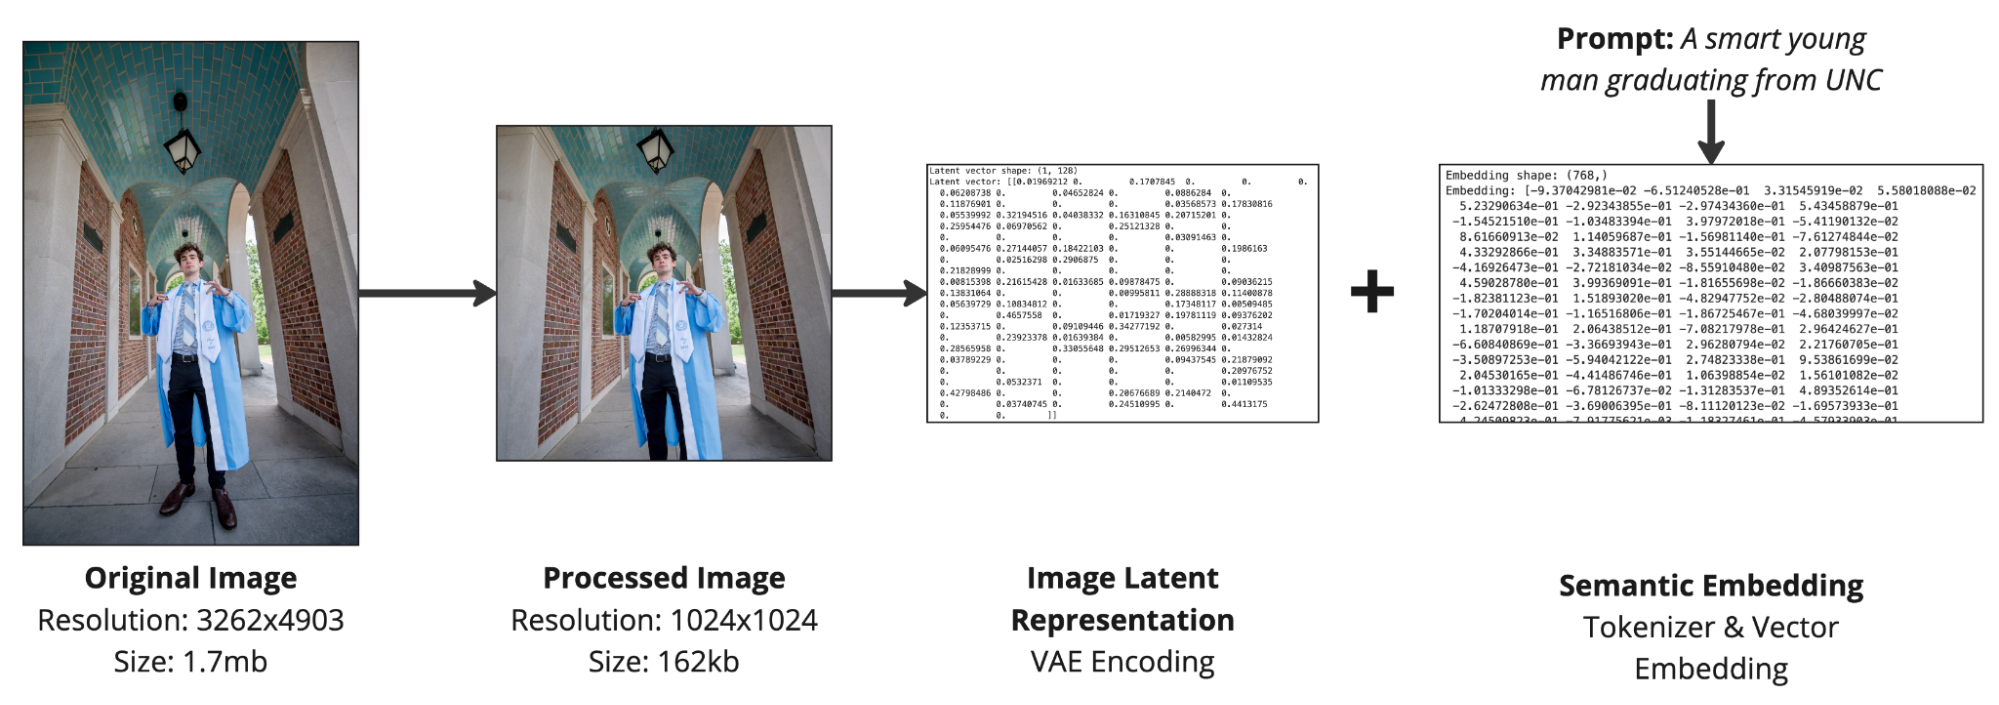 Prompt: A smart young
man graduating from UNC
Latent vector shape: (1, 128)
Latent vector: [[0.01969212 0. 0.1707845 0. 0. 0.
0.06208738 0. 0.04652824 0. 0.0886284 0.
0.11876901 0. 0. 0. 0.03568573 0.17830816
0.05539992 0.32194516 0.04038332 0.16310845 0.20715201 0.
0.25954476 0.06970562 0. 0.25121328 0. 0.
0. 0. 0. 0. 0.03091463 0.
0.06095476 0.27144057 0.18422103 0. 0. 0.1986163
0. 0.02516298 0.2906875 0. 0. 0.
0.21828999 0. 0. 0. 0. 0.
0.00815398 0.21615428 0.01633685 0.09878475 0. 0.09036215
0.13831064 0. 0. 0.00995811 0.28888318 0.11400878
0.05639729 0.10834812 0. 0. 0.17348117 0.00509485
0. 0.4657558 0. 0.01719327 0.19781119 0.09376202
0.12353715 0. 0.09109446 0.34277192 0. 0.027314
0. 0.23923378 0.01639384 0. 0.00582995 0.01432824
0.28565958 0. 0.33055648 0.29512653 0.26996344 0.
0.03789229 0. 0. 0. 0.09437545 0.21879092
0. 0. 0. 0. 0. 0.20976752
0. 0.0532371 0. 0. 0. 0.01109535
0.42798486 0. 0. 0.20676689 0.2140472 0.
0. 0.03740745 0. 0.24510995 0. 0.4413175
0. 0. ]]
+
Embedding shape: (768,)
Embedding: [-9.37042981e-02 -6.51240528e-01 3.31545919e-02 5.58018088e-02
5.23290634e-01 -2.92343855e-01 -2.97434360e-01 5.43458879e-01
-1.54521510e-01 -1.03483394e-01 3.97972018e-01 -5.41190132e-02
8.61660913e-02 1.14059687e-01 -1.56981140e-01 -7.61274844e-02
4.33292866e-01 3.34883571e-01 3.55144665e-02 2.07798153e-01
-4.16926473e-01 -2.72181034e-02 -8.55910480e-02 3.40987563e-01
4.59028780e-01 3.99369091e-01 -1.81655698e-02 -1.86660383e-02
-1.82381123e-01 1.51893020e-01 -4.82947752e-02 -2.80488074e-01
-1.70204014e-01 -1.16516806e-01 -1.86725467e-01 -4.68039997e-02
1.18707918e-01 2.06438512e-01 -7.08217978e-01 2.96424627e-01
-6.60840869e-01 -3.36693943e-01 2.96280794e-02 2.21760705e-01
-3.50897253e-01 -5.94042122e-01 2.74823338e-01 9.53861699e-02
2.04530165e-01 -4.41486746e-01 1.06398854e-01 1.56101082e-02
-1.01333298e-01 -6.78126737e-02 -1.31283537e-01 4.89352614e-01
-2.62472808e-01 -3.69006395e-01 -8.11120123e-02 -1.69573933e-01
Original Image
Resolution: 3262x4903
Size: 1.7mb
Processed Image
Resolution: 1024x1024
Size: 162kb
Image Latent
Representation
VAE Encoding
Semantic Embedding
Tokenizer & Vector
Embedding